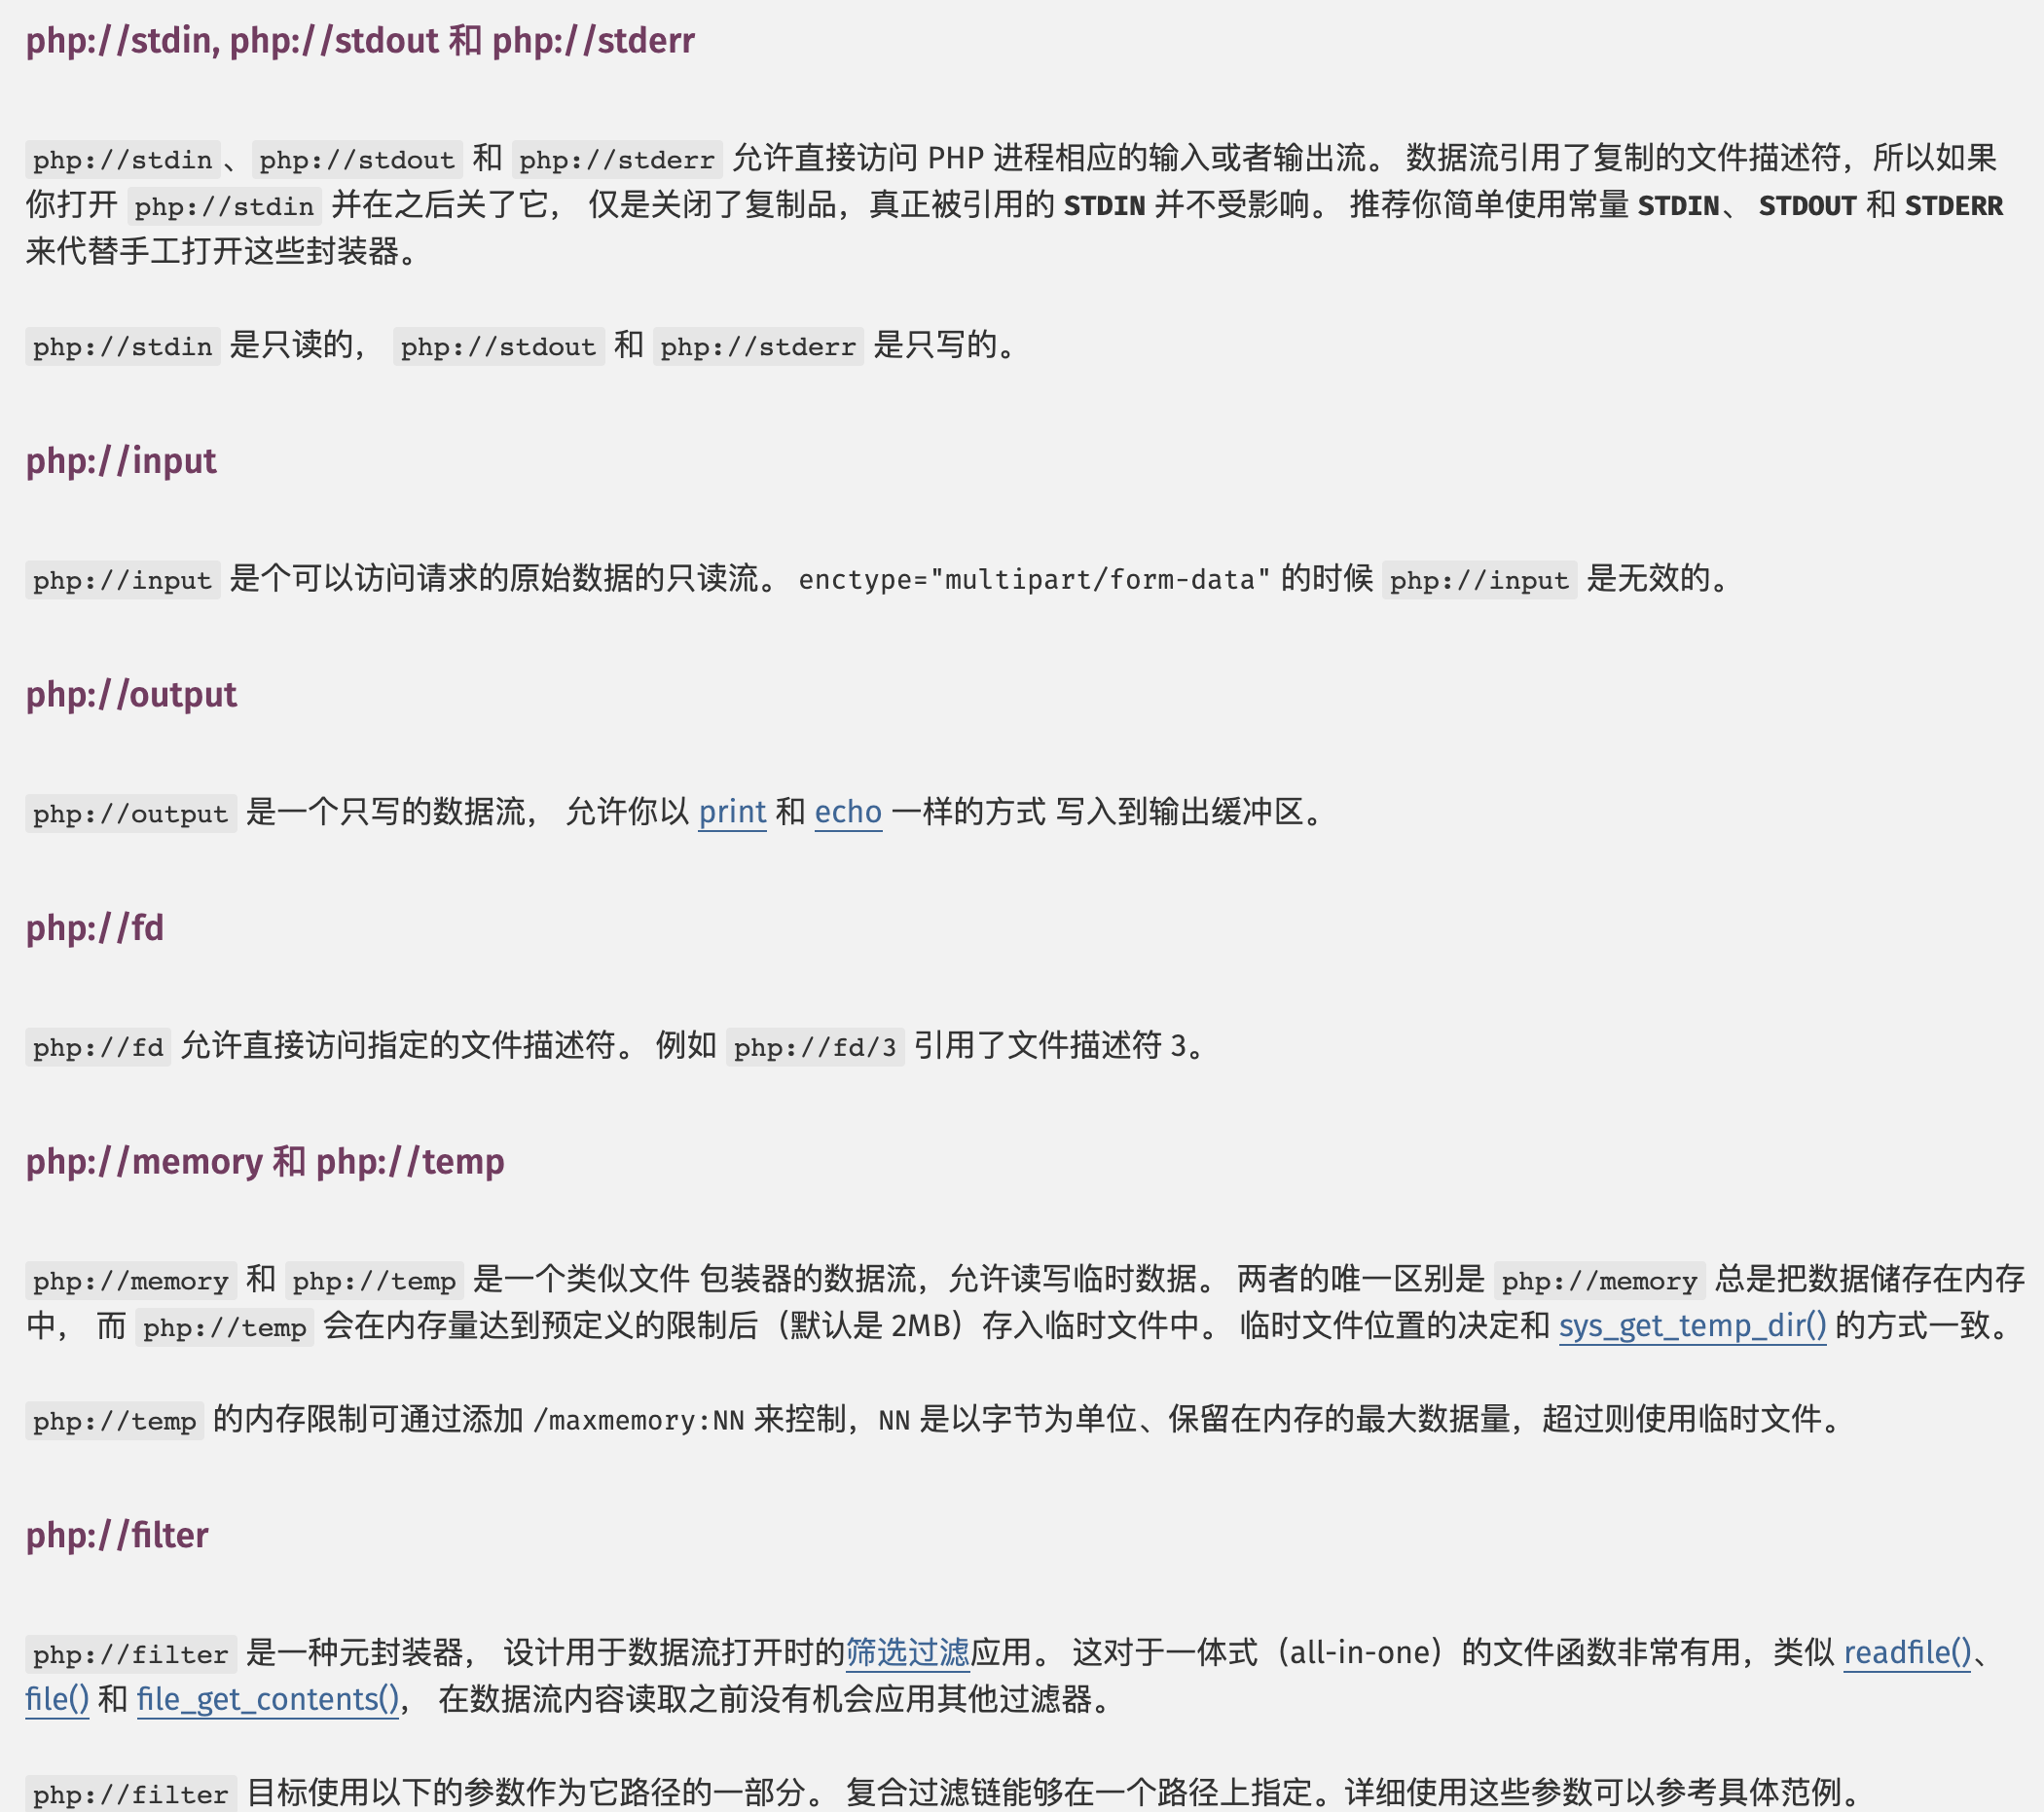 php://stdin, php://stdout 和 php://stderr
php://stdin 、 php://stdout 和 php://stderr 允许直接访问 PHP 进程相应的输入或者输出流。 数据流引用了复制的文件描述符，所以如果
你打开 php://stdin 并在之后关了它， 仅是关闭了复制品，真正被引用的 STDIN 并不受影响。 推荐你简单使用常量 STDIN、 STDOUT 和 STDERR
来代替手工打开这些封装器。
php://stdin 是只读的， php://stdout 和 php://stderr 是只写的。
php://input
php://input 是个可以访问请求的原始数据的只读流。 enctype="multipart/form-data" 的时候 php://input 是无效的。
php://output
php://output 是一个只写的数据流， 允许你以 print 和 echo 一样的方式 写入到输出缓冲区。
php://fd
php://fd 允许直接访问指定的文件描述符。 例如 php://fd/3 引用了文件描述符 3。
php://memory 和 php://temp
php://memory 和 php://temp 是一个类似文件 包装器的数据流，允许读写临时数据。 两者的唯一区别是 php://memory 总是把数据储存在内存
中， 而 php://temp 会在内存量达到预定义的限制后（默认是 2MB）存入临时文件中。 临时文件位置的决定和 sys_get_temp_dir() 的方式一致。
php://temp 的内存限制可通过添加 /maxmemory:NN 来控制，NN 是以字节为单位、保留在内存的最大数据量，超过则使用临时文件。
php://filter
php://filter 是一种元封装器， 设计用于数据流打开时的筛选过滤应用。 这对于一体式（all-in-one）的文件函数非常有用，类似 readfile()、
file() 和 file_get_contents()， 在数据流内容读取之前没有机会应用其他过滤器。
php://filter 目标使用以下的参数作为它路径的一部分。 复合过滤链能够在一个路径上指定。详细使用这些参数可以参考具体范例。